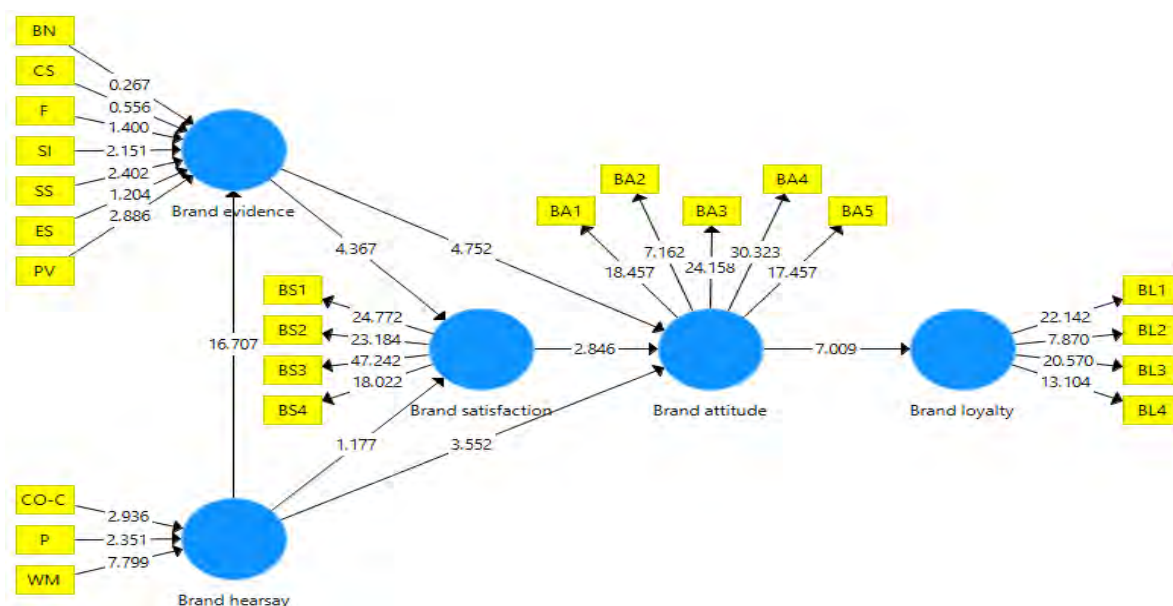 BN
CS
F
SI
SS
ES
PV
0.267
0.556
1.400
2.151
2.402
1.204
2.886
Brand evidence
4.367
4.752
16.707
BS1
BS2
BS3
BS4
24.772
23.184
47.242
18.022
Brand satisfaction
2.846
1.177
3.552
BA1
BA2
BA3
BA4
BA5
18.457
7.162
24.158
30.323
17.457
Brand attitude
7.009
Brand loyalty
22.142
7.870
20.570
13.104
BL1
BL2
BL3
BL4
CO-C
P
WM
2.936
2.351
7.799
Brand hearsay